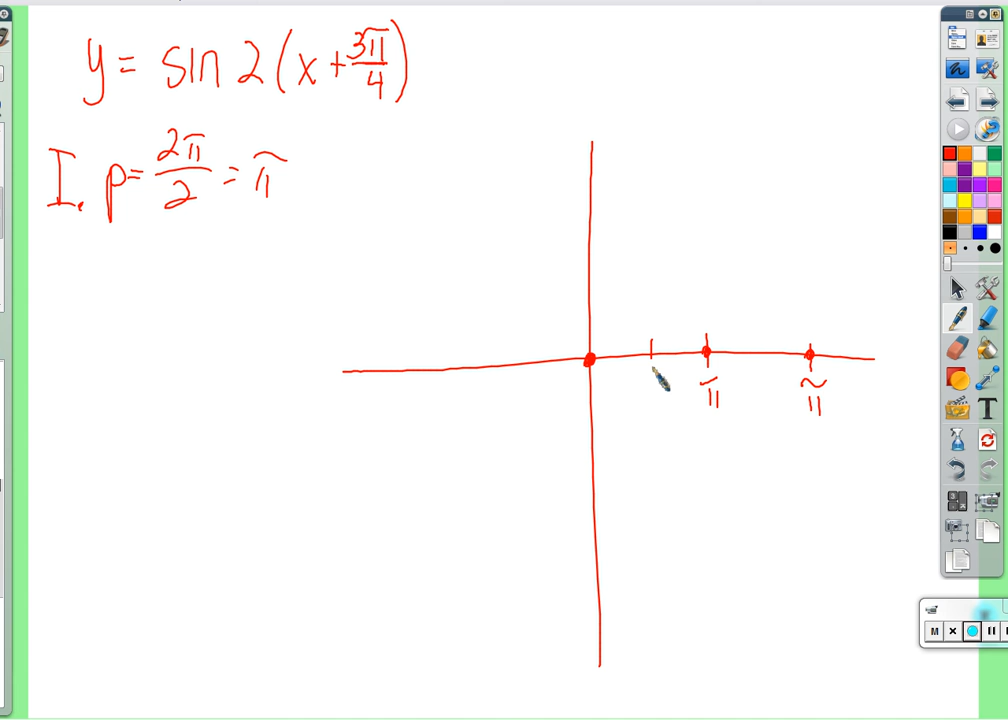 y = sin 2(x + 3π/4)
I. p = 2π/2 = π
π π
T
M